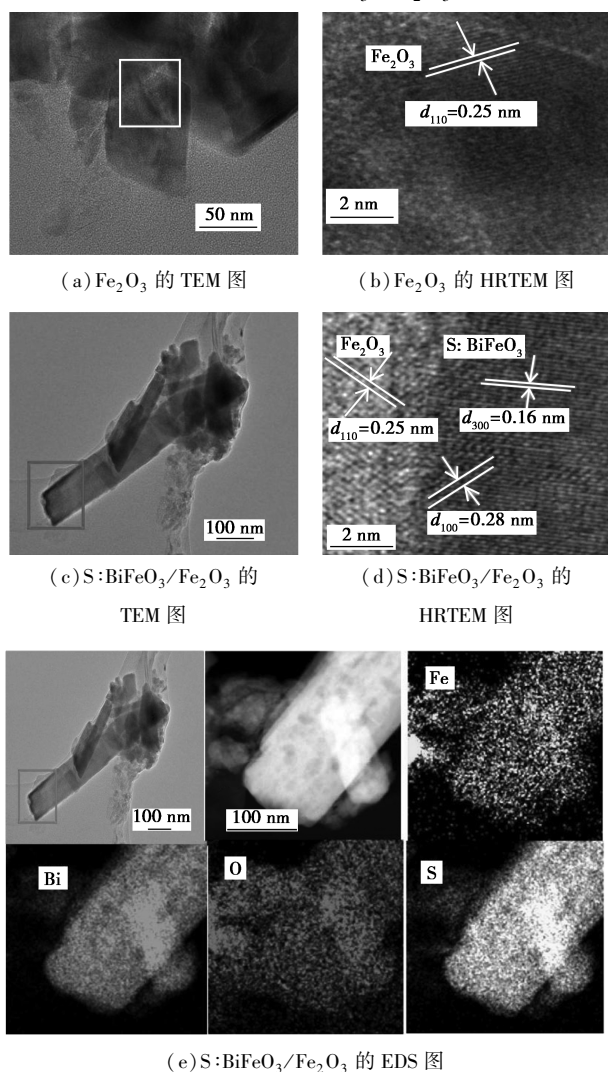 50 nm
(a)Fe₂O₃ 的 TEM 图
Fe₂O₃
d₁₁₀=0.25 nm
2 nm
(b)Fe₂O₃ 的 HRTEM 图
100 nm
(c)S∶BiFeO₃/Fe₂O₃ 的
TEM 图
Fe₂O₃
S: BiFeO₃
d₁₁₀=0.25 nm
d₃₀₀=0.16 nm
d₁₀₀=0.28 nm
2 nm
(d)S∶BiFeO₃/Fe₂O₃ 的
HRTEM 图
100 nm
100 nm
Fe
Bi
O
S
(e)S∶BiFeO₃/Fe₂O₃ 的 EDS 图